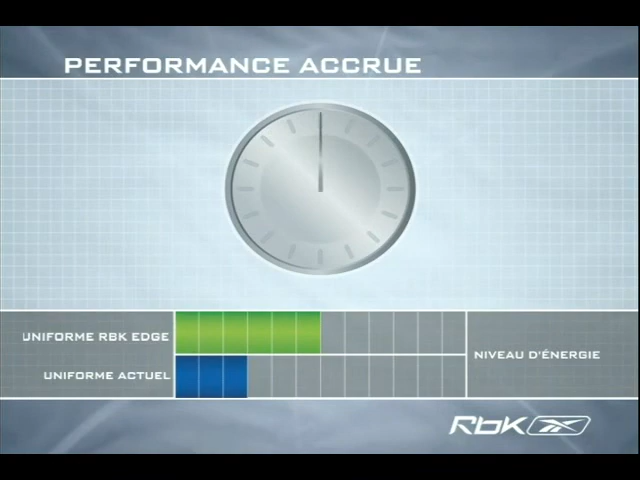 PERFORMANCE ACCRUE
UNIFORME RBK EDGE
NIVEAU D'ÉNERGIE
UNIFORME ACTUEL
Rbk